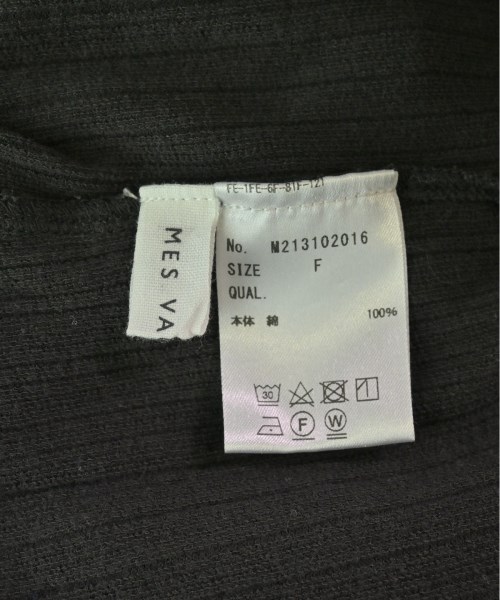 FE-1FE-6F-81F-121
MES VA
No. M213102016
SIZE F
QUAL.
本体 綿 100%
30
F W